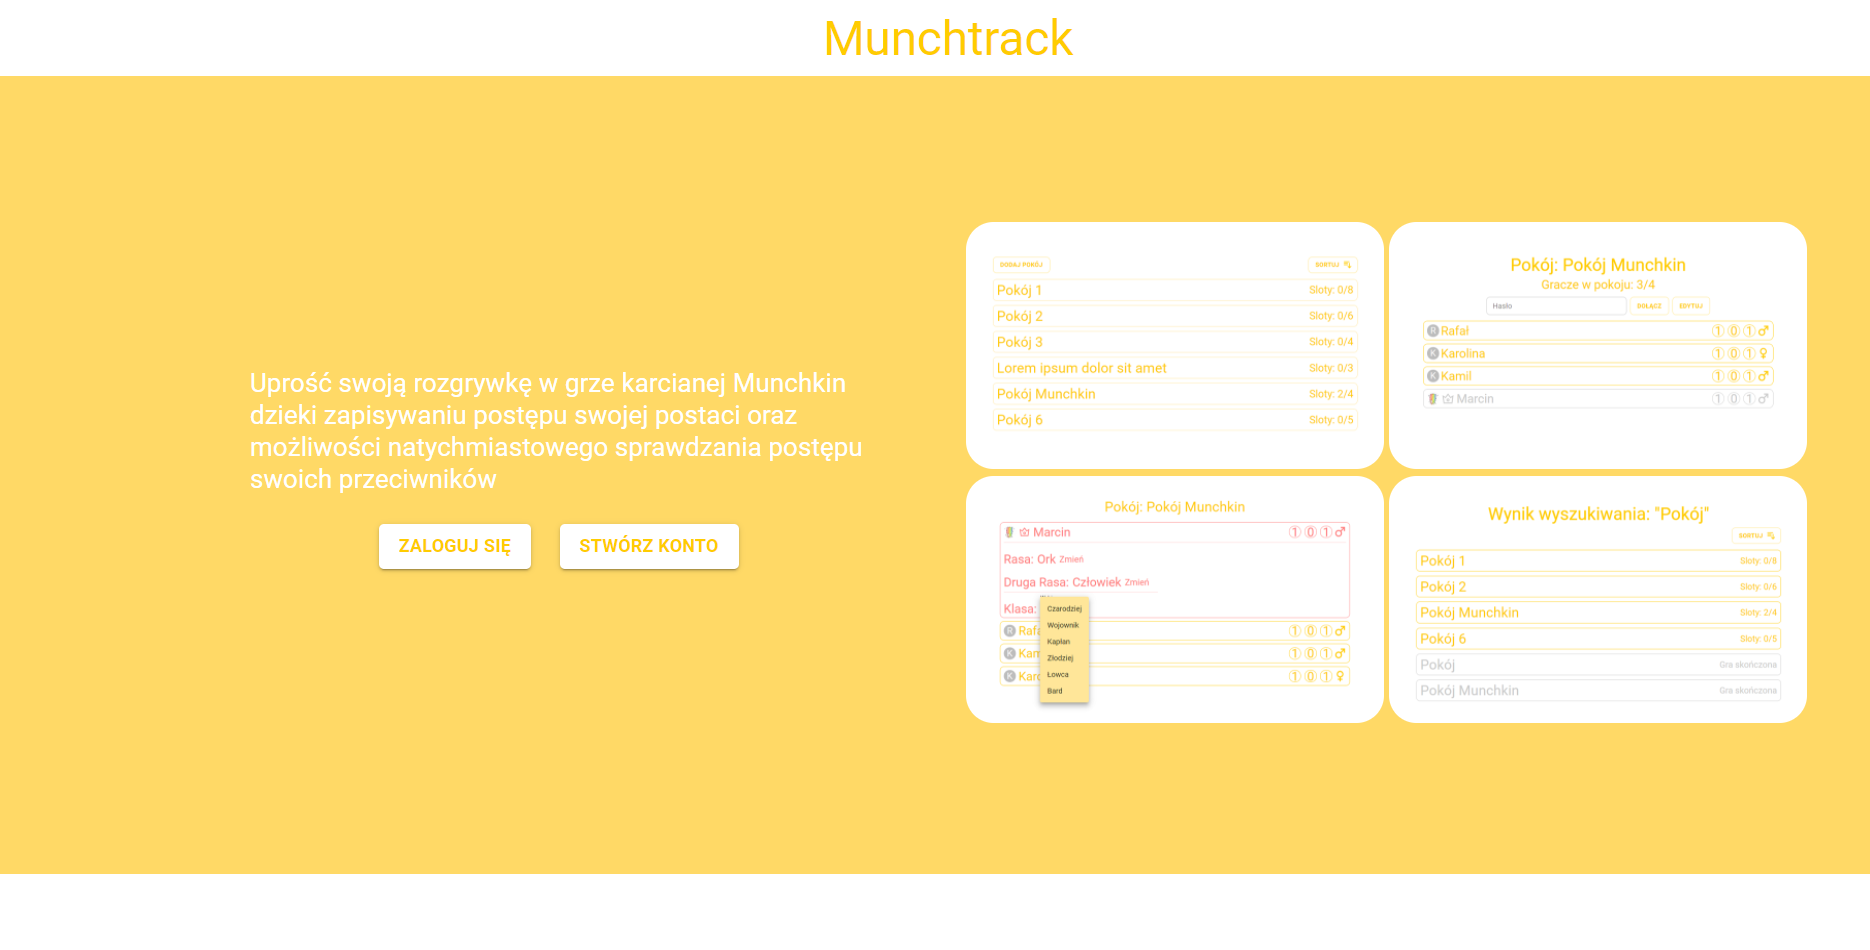 Munchtrack
Uprość swoją rozgrywkę w grze karcianej Munchkin
dzieki zapisywaniu postępu swojej postaci oraz
możliwości natychmiastowego sprawdzania postępu
swoich przeciwników
ZALOGUJ SIĘ STWÓRZ KONTO
DODAJ POKÓJ SORTUJ
Pokój 1 Sloty: 0/8
Pokój 2 Sloty: 0/6
Pokój 3 Sloty: 0/4
Lorem ipsum dolor sit amet Sloty: 0/3
Pokój Munchkin Sloty: 2/4
Pokój 6 Sloty: 0/5
Pokój: Pokój Munchkin
Gracze w pokoju: 3/4
Hasło DOŁĄCZ EDYTUJ
R Rafał 1 0 1
K Karolina 1 0 1
K Kamil 1 0 1
Marcin 1 0 1
Pokój: Pokój Munchkin
Marcin 1 0 1
Rasa: Ork Zmień
Druga Rasa: Człowiek Zmień
Klasa:
Czarodziej
Wojownik
Kapłan
Złodziej
Łowca
Bard
R Rafa 1 0 1
K Kam 1 0 1
K Karo 1 0 1
Wynik wyszukiwania: "Pokój"
SORTUJ
Pokój 1 Sloty: 0/8
Pokój 2 Sloty: 0/6
Pokój Munchkin Sloty: 2/4
Pokój 6 Sloty: 0/5
Pokój Gra skończona
Pokój Munchkin Gra skończona